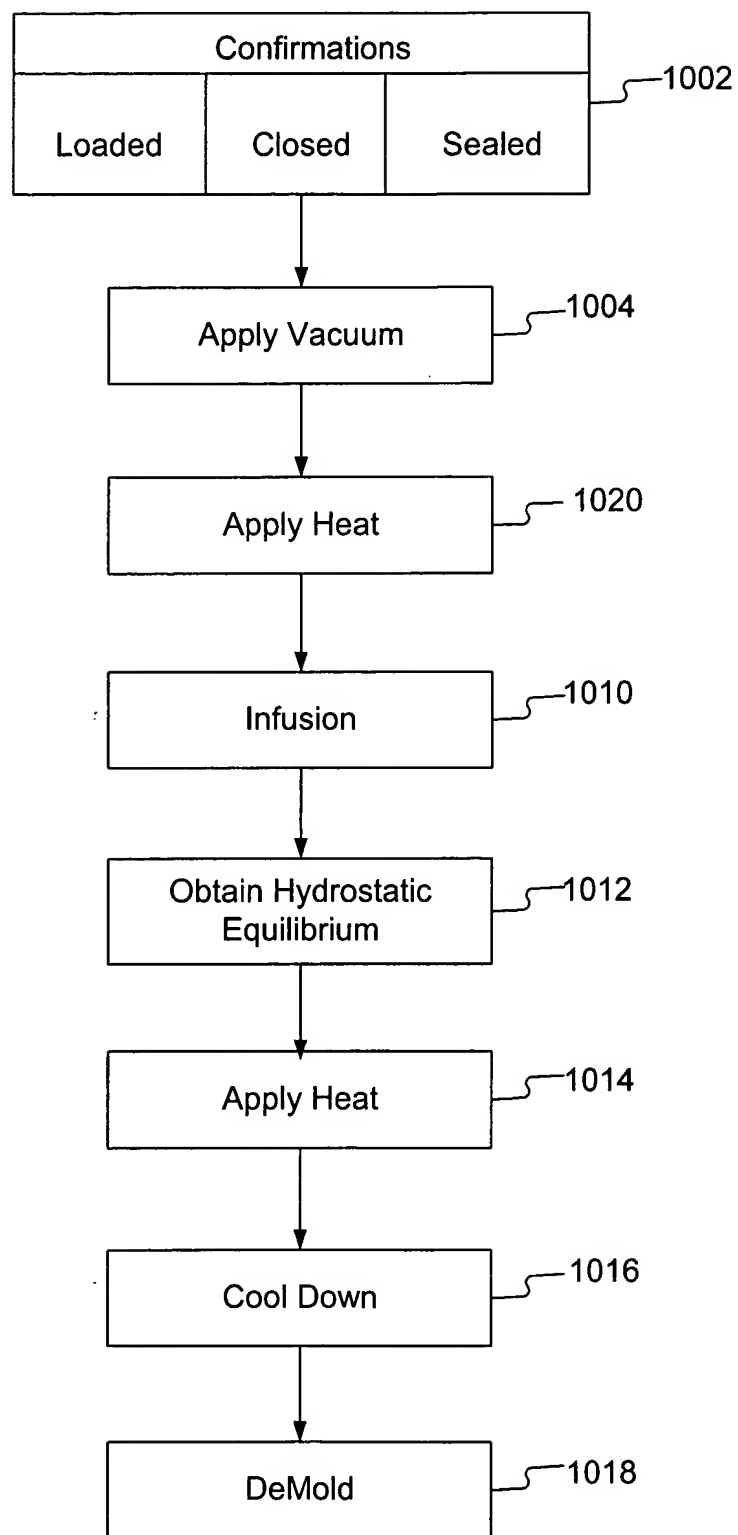 Confirmations
Loaded Closed Sealed
1002
Apply Vacuum
1004
Apply Heat
1020
Infusion
1010
Obtain Hydrostatic
Equilibrium
1012
Apply Heat
1014
Cool Down
1016
DeMold
1018